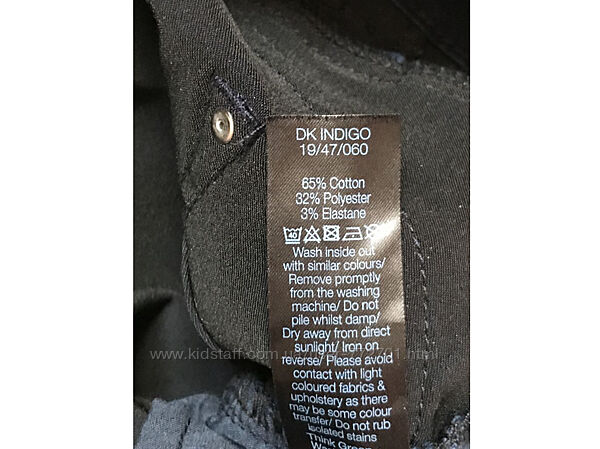 DK INDIGO
19/47/060
65% Cotton
32% Polyester
3% Elastane
40
Wash inside out
with similar colours/
Remove promptly
from the washing
machine/ Do not
pile whilst damp/
Dry away from direct
sunlight/ Iron on
reverse/ Please avoid
contact with light
coloured fabrics &
upholstery as there
may be some colour
transfer/ Do not rub
isolated stains
Think Green